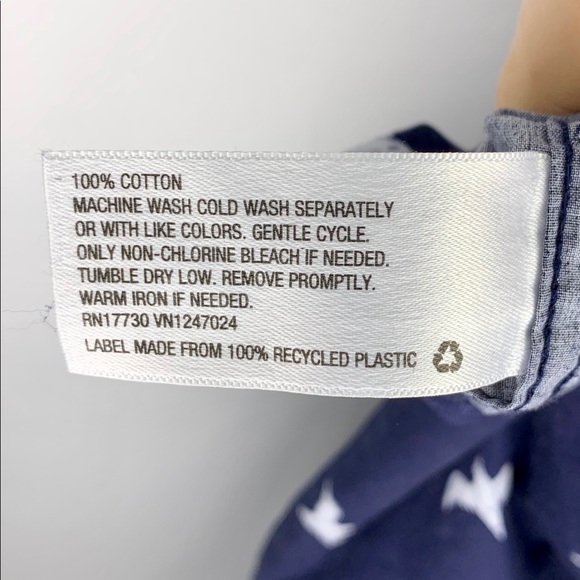 100% COTTON
MACHINE WASH COLD WASH SEPARATELY
OR WITH LIKE COLORS. GENTLE CYCLE.
ONLY NON-CHLORINE BLEACH IF NEEDED.
TUMBLE DRY LOW. REMOVE PROMPTLY.
WARM IRON IF NEEDED.
RN17730 VN1247024
LABEL MADE FROM 100% RECYCLED PLASTIC